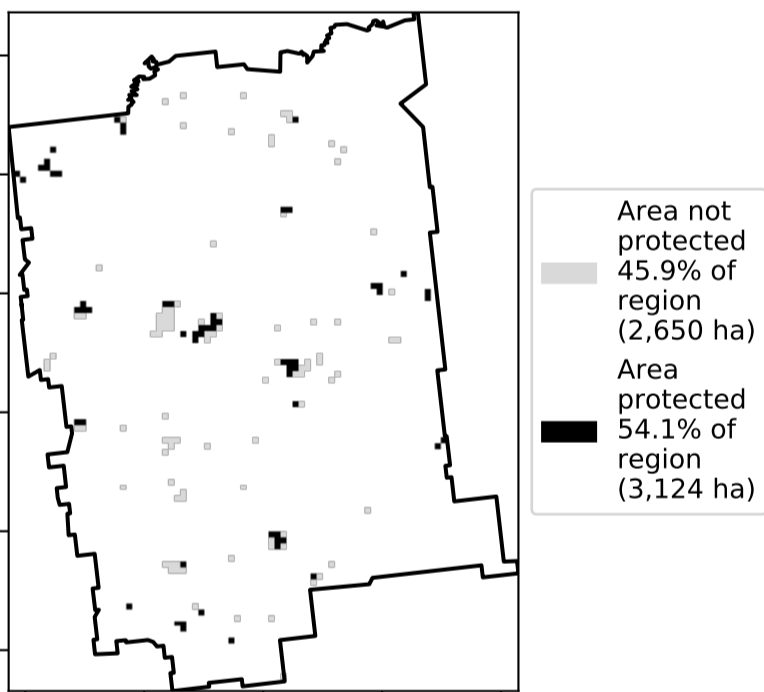 Area not
protected
45.9% of
region
(2,650 ha)
Area
protected
54.1% of
region
(3,124 ha)